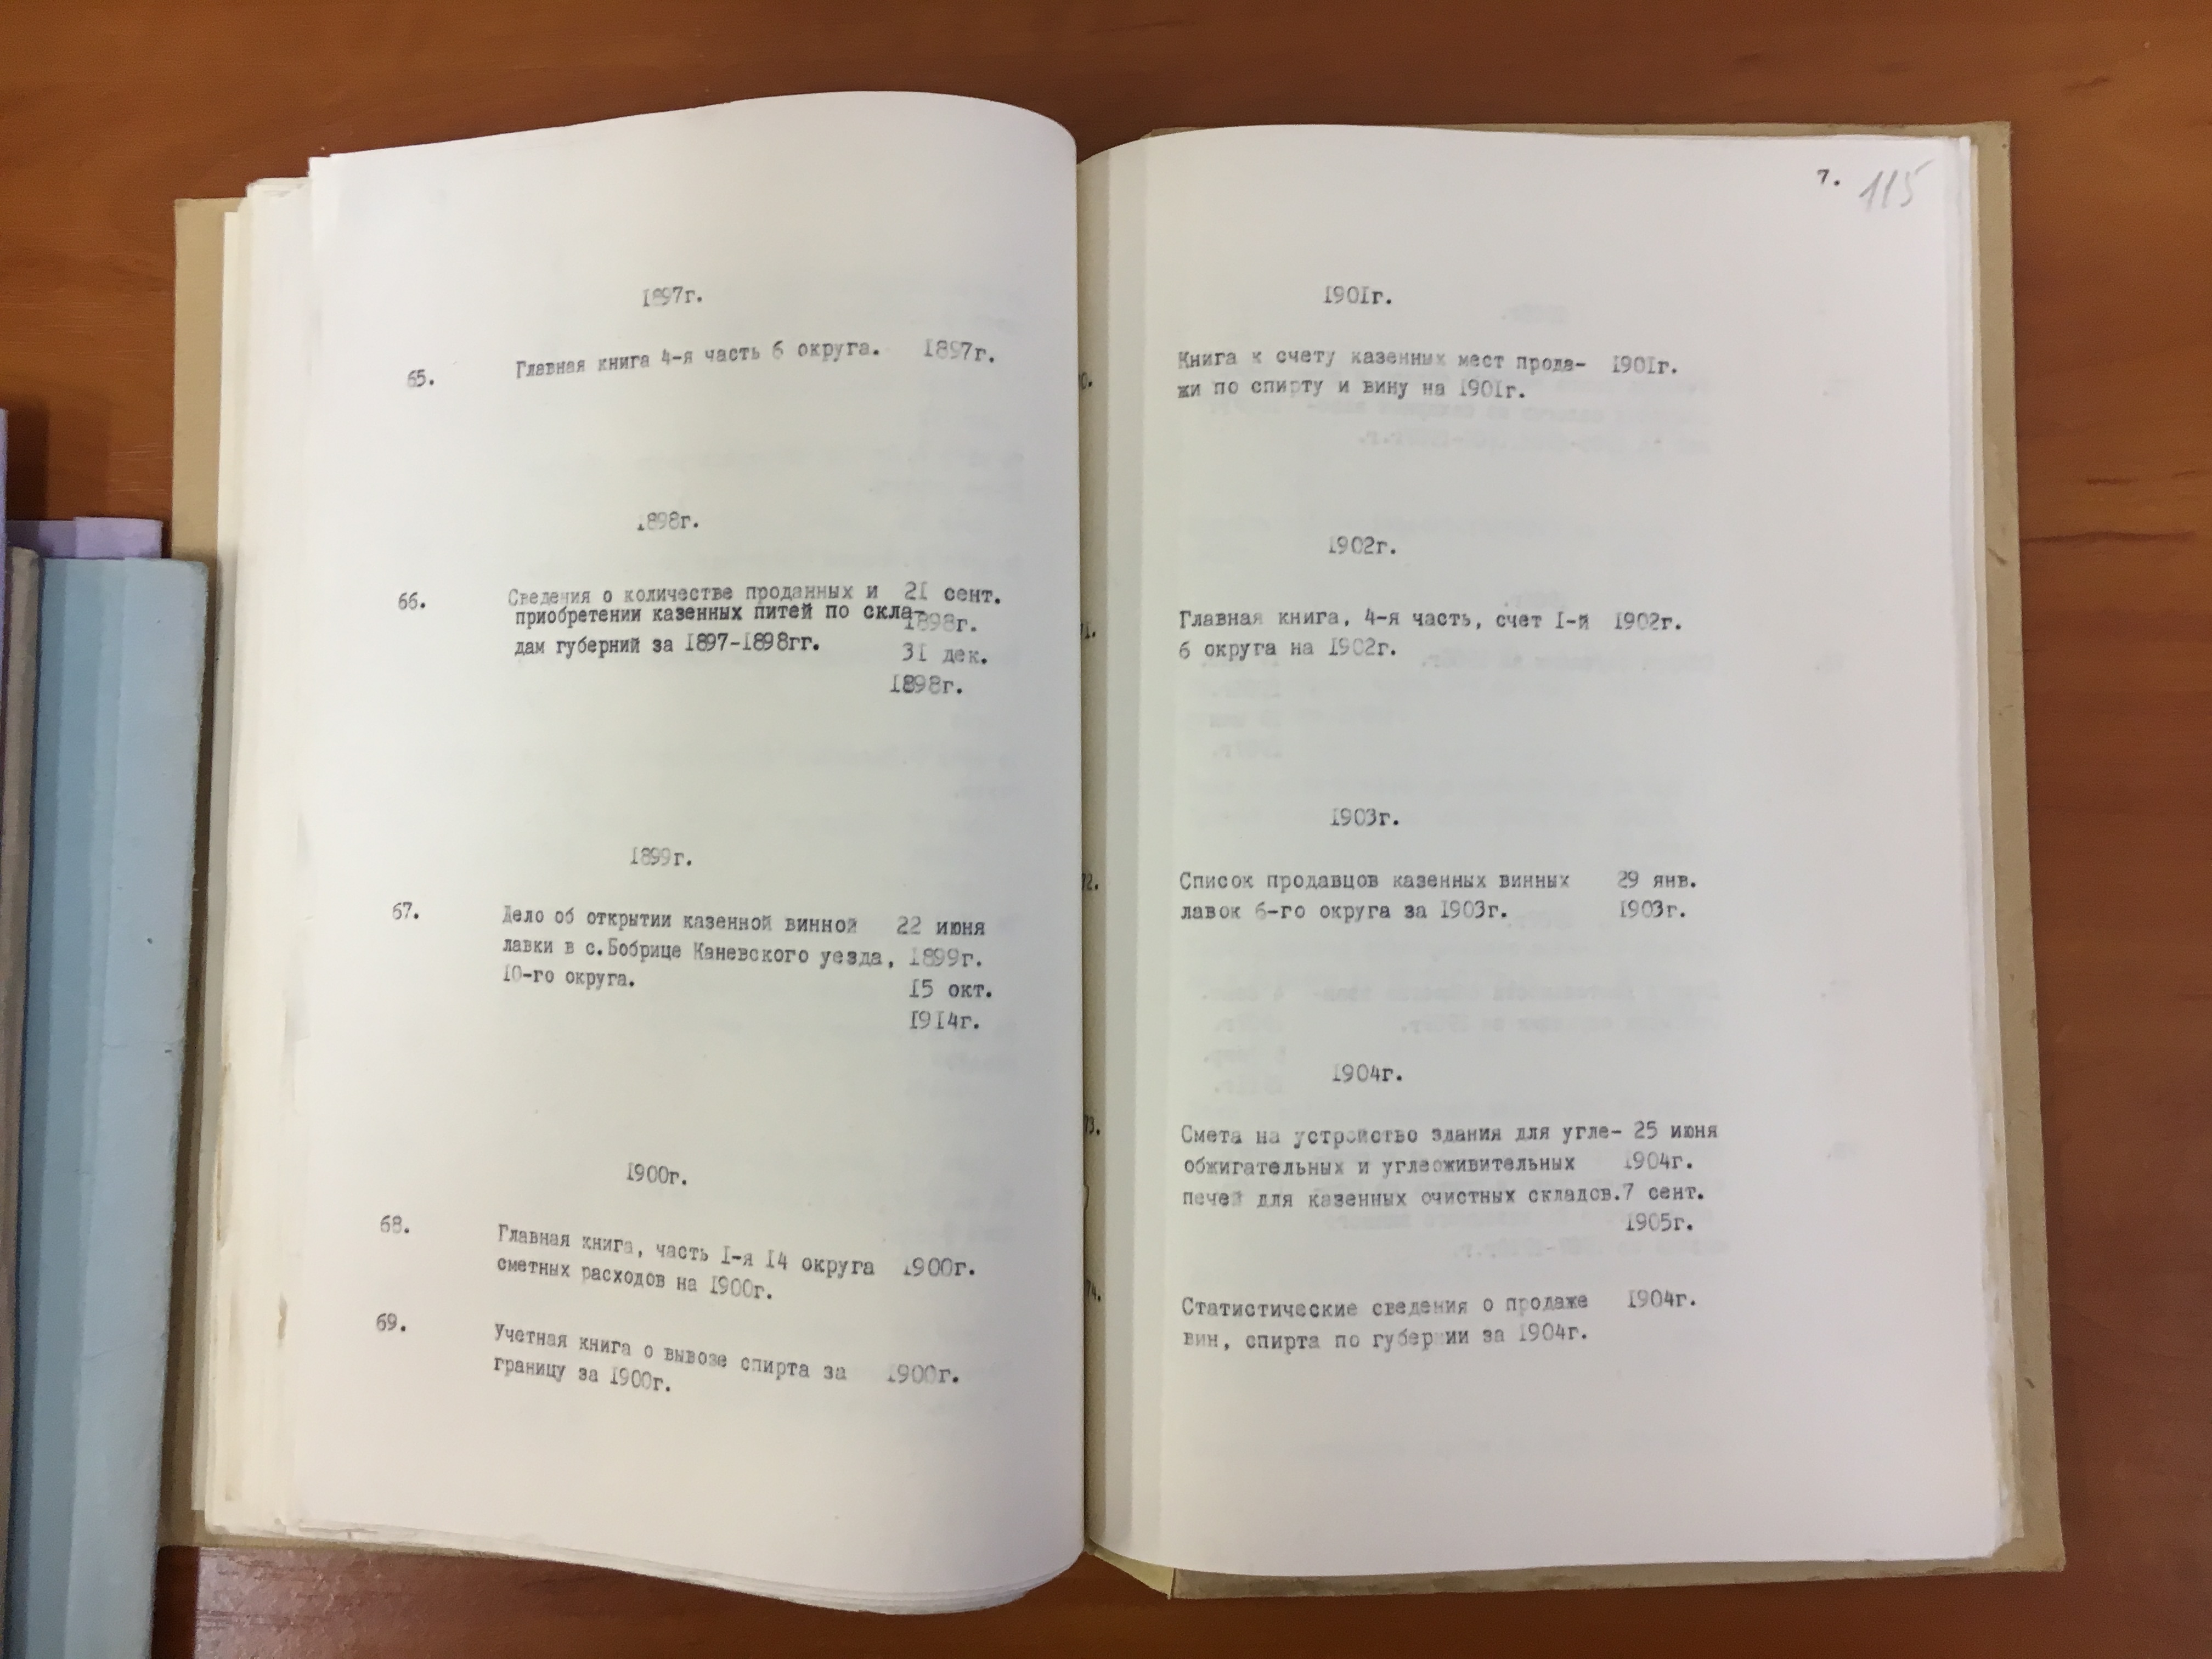 1897г.
65. Главная книга 4-я часть 6 округа. 1897г.
1898г.
66. Сведения о количестве проданных и 21 сент.
приобретении казенных питей по скла- 1898г.
дам губерний за 1897-1898гг. 31 дек.
1898г.
1899г.
67. Дело об открытии казенной винной 22 июня
лавки в с.Бобрице Каневского уезда, 1899г.
10-го округа. 15 окт.
1914г.
1900г.
68. Главная книга, часть I-я 14 округа 1900г.
сметных расходов на 1900г.
69. Учетная книга о вывозе спирта за 1900г.
границу за 1900г.
7. 115
1901г.
0. Книга к счету казенных мест прода- 1901г.
жи по спирту и вину на 1901г.
1902г.
1. Главная книга, 4-я часть, счет I-й 1902г.
6 округа на 1902г.
1903г.
72. Список продавцов казенных винных 29 янв.
лавок 6-го округа за 1903г. 1903г.
1904г.
73. Смета на устройство здания для угле- 25 июня
обжигательных и углеоживительных 1904г.
печей для казенных очистных складов. 7 сент.
1905г.
74. Статистические сведения о продаже 1904г.
вин, спирта по губернии за 1904г.